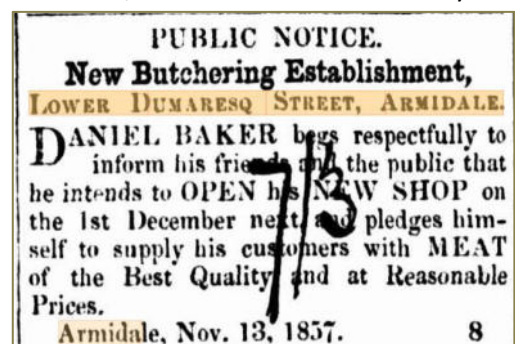 PUBLIC NOTICE.
New Butchering Establishment,
LOWER DUMARESQ STREET, ARMIDALE.
DANIEL BAKER begs respectfully to
inform his friends and the public that
he intends to OPEN his NEW SHOP on
the 1st December next, and pledges him-
self to supply his customers with MEAT
of the Best Quality and at Reasonable
Prices.
Armidale, Nov. 13, 1857. 8